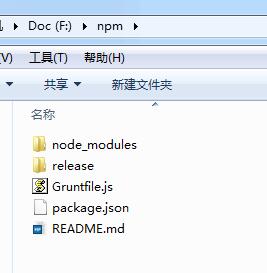 Doc (F:) npm
(V) 工具(T) 帮助(H)
共享 新建文件夹
名称
node_modules
release
Gruntfile.js
package.json
README.md